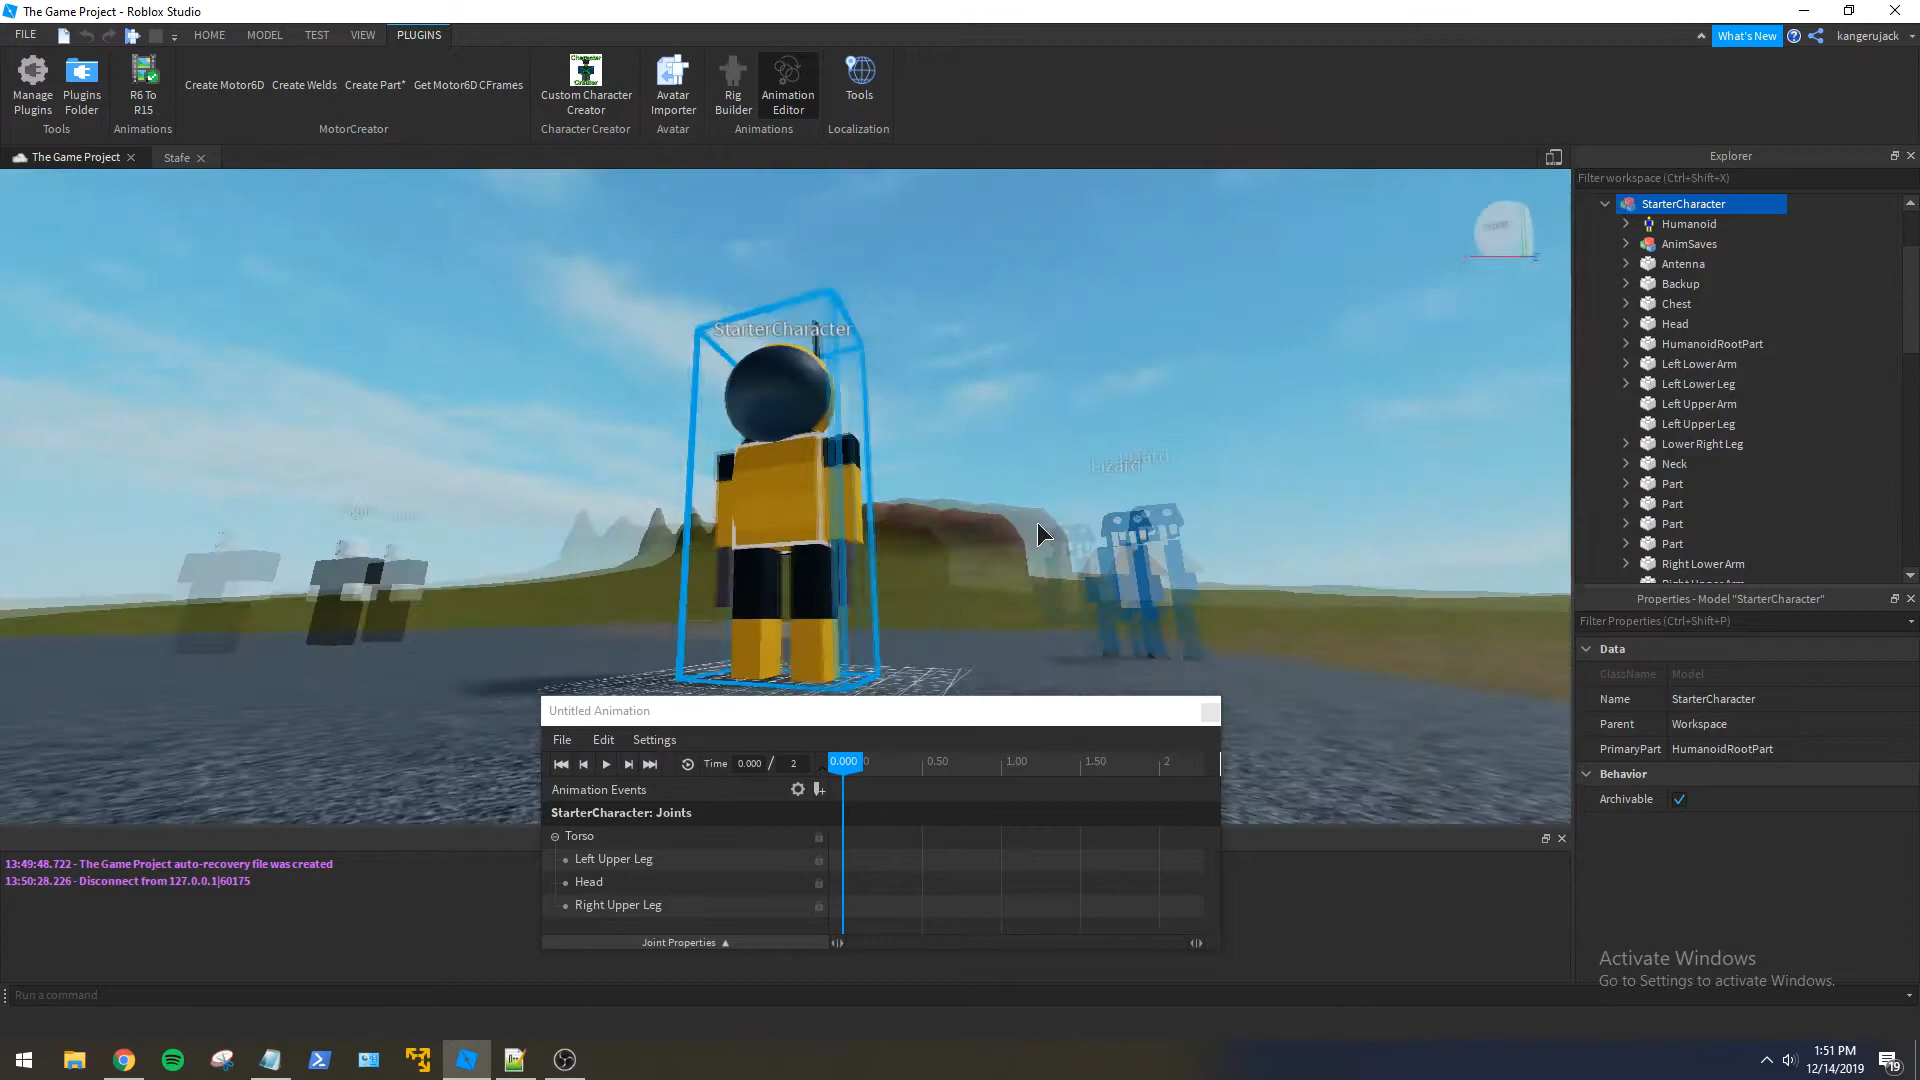 The Game Project - Roblox Studio
FILE
HOME
MODEL
TEST
VIEW
PLUGINS
What's New
kangerujack
Manage Plugins
Plugins Folder
Tools
R6 To R15
Animations
Create Motor6D
Create Welds
Create Part*
Get Motor6D CFrames
MotorCreator
Custom Character Creator
Character Creator
Avatar Importer
Avatar
Rig Builder
Animation Editor
Animations
Tools
Localization
The Game Project
Stafe
Explorer
Filter workspace (Ctrl+Shift+X)
StarterCharacter
Humanoid
AnimSaves
Antenna
Backup
Chest
Head
HumanoidRootPart
Left Lower Arm
Left Lower Leg
Left Upper Arm
Left Upper Leg
Lower Right Leg
Neck
Part
Part
Part
Part
Right Lower Arm
Right Upper Arm
StarterCharacter
Lizard
Properties - Model "StarterCharacter"
Filter Properties (Ctrl+Shift+P)
Data
ClassName Model
Name StarterCharacter
Parent Workspace
PrimaryPart HumanoidRootPart
Behavior
Archivable
Untitled Animation
File Edit Settings
Time 0.000 / 2
0.000 0.50 1.00 1.50 2
Animation Events
StarterCharacter: Joints
Torso
Left Upper Leg
Head
Right Upper Leg
Joint Properties
13:49:48.722 - The Game Project auto-recovery file was created
13:50:28.226 - Disconnect from 127.0.0.1|60175
Activate Windows
Go to Settings to activate Windows.
Run a command
1:51 PM
12/14/2019
19